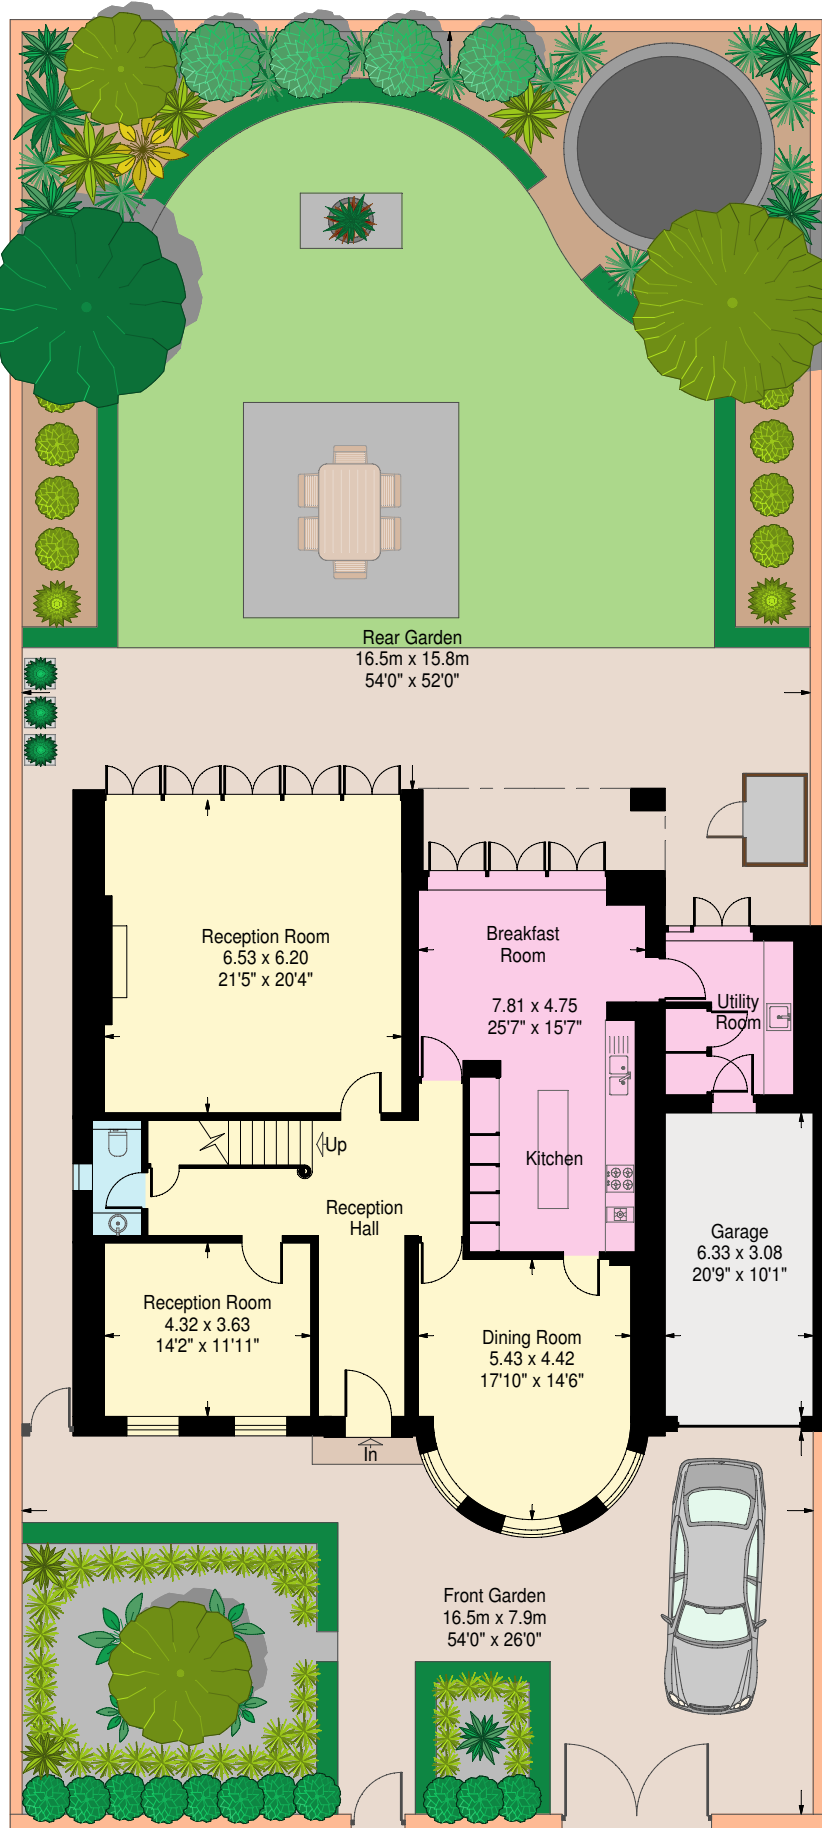 Rear Garden
16.5m x 15.8m
54'0" x 52'0"
Reception Room
6.53 x 6.20
21'5" x 20'4"
Breakfast
Room
7.81 x 4.75
25'7" x 15'7"
Utility
Room
Up
Kitchen
Reception
Hall
Garage
6.33 x 3.08
20'9" x 10'1"
Reception Room
4.32 x 3.63
14'2" x 11'11"
Dining Room
5.43 x 4.42
17'10" x 14'6"
In
Front Garden
16.5m x 7.9m
54'0" x 26'0"